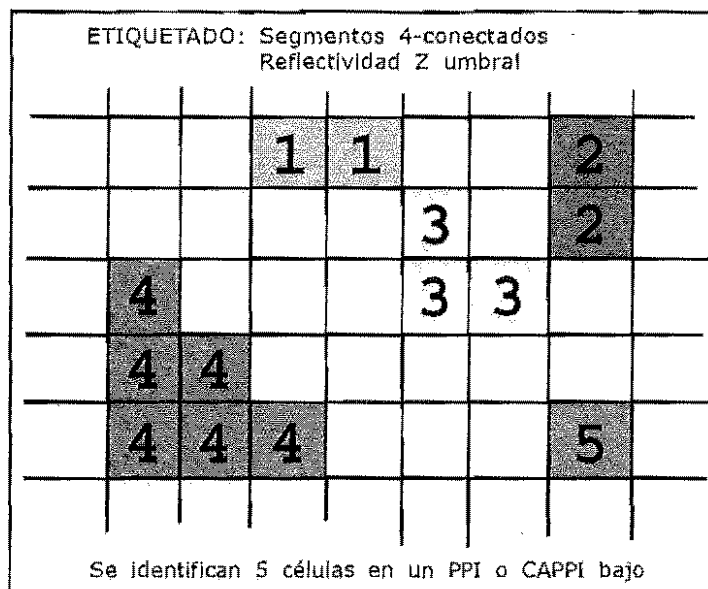 ETIQUETADO: Segmentos 4-conectados
Reflectividad Z umbral
1 1 2
3 2
4 3 3
4 4
4 4 4 5
Se identifican 5 células en un PPI o CAPPI bajo